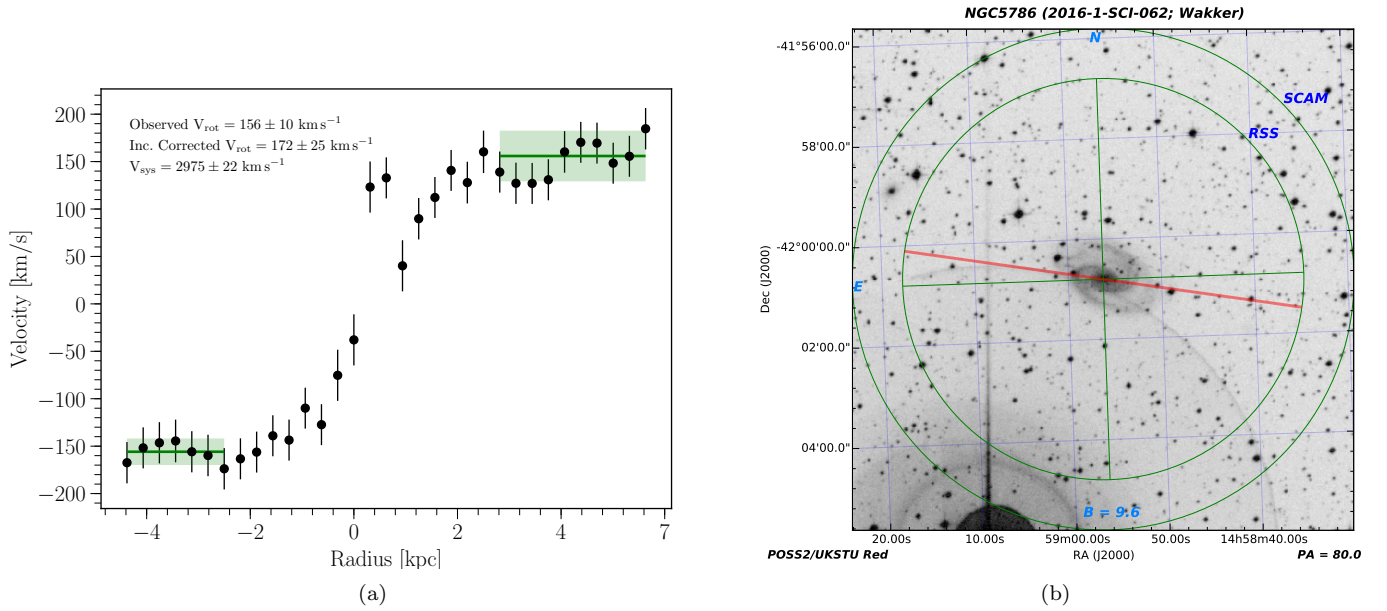 Observed V_rot = 156 ± 10 km s⁻¹
Inc. Corrected V_rot = 172 ± 25 km s⁻¹
V_sys = 2975 ± 22 km s⁻¹
200
150
100
50
0
−50
−100
−150
−200
Velocity [km/s]
−4 −2 0 2 4 7
Radius [kpc]
(a)
NGC5786 (2016-1-SCI-062; Wakker)
N
SCAM
RSS
E
B = 9.6
-41°56'00.0"
58'00.0"
-42°00'00.0"
02'00.0"
04'00.0"
Dec (J2000)
20.00s 10.00s 59m00.00s 50.00s 14h58m40.00s
POSS2/UKSTU Red RA (J2000) PA = 80.0
(b)